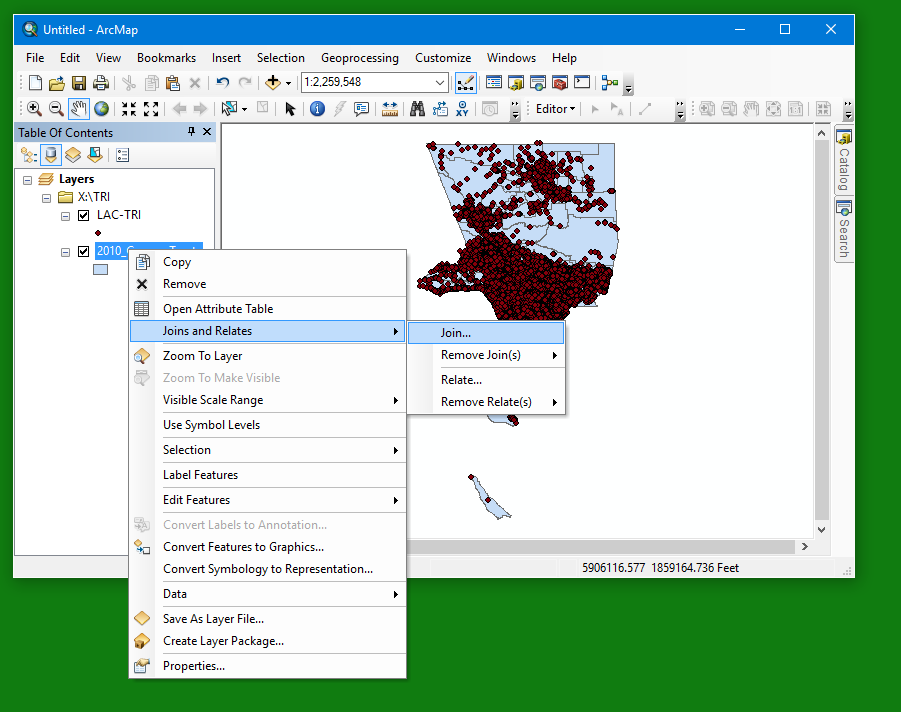 Untitled - ArcMap
File Edit View Bookmarks Insert Selection Geoprocessing Customize Windows Help
1:2,259,548
Editor
Table Of Contents
Layers
X:\TRI
LAC-TRI
Copy
Remove
Open Attribute Table
Joins and Relates
Join...
Remove Join(s)
Relate...
Remove Relate(s)
Zoom To Layer
Zoom To Make Visible
Visible Scale Range
Use Symbol Levels
Selection
Label Features
Edit Features
Convert Labels to Annotation...
Convert Features to Graphics...
Convert Symbology to Representation...
Data
Save As Layer File...
Create Layer Package...
Properties...
Catalog
Search
5906116.577 1859164.736 Feet